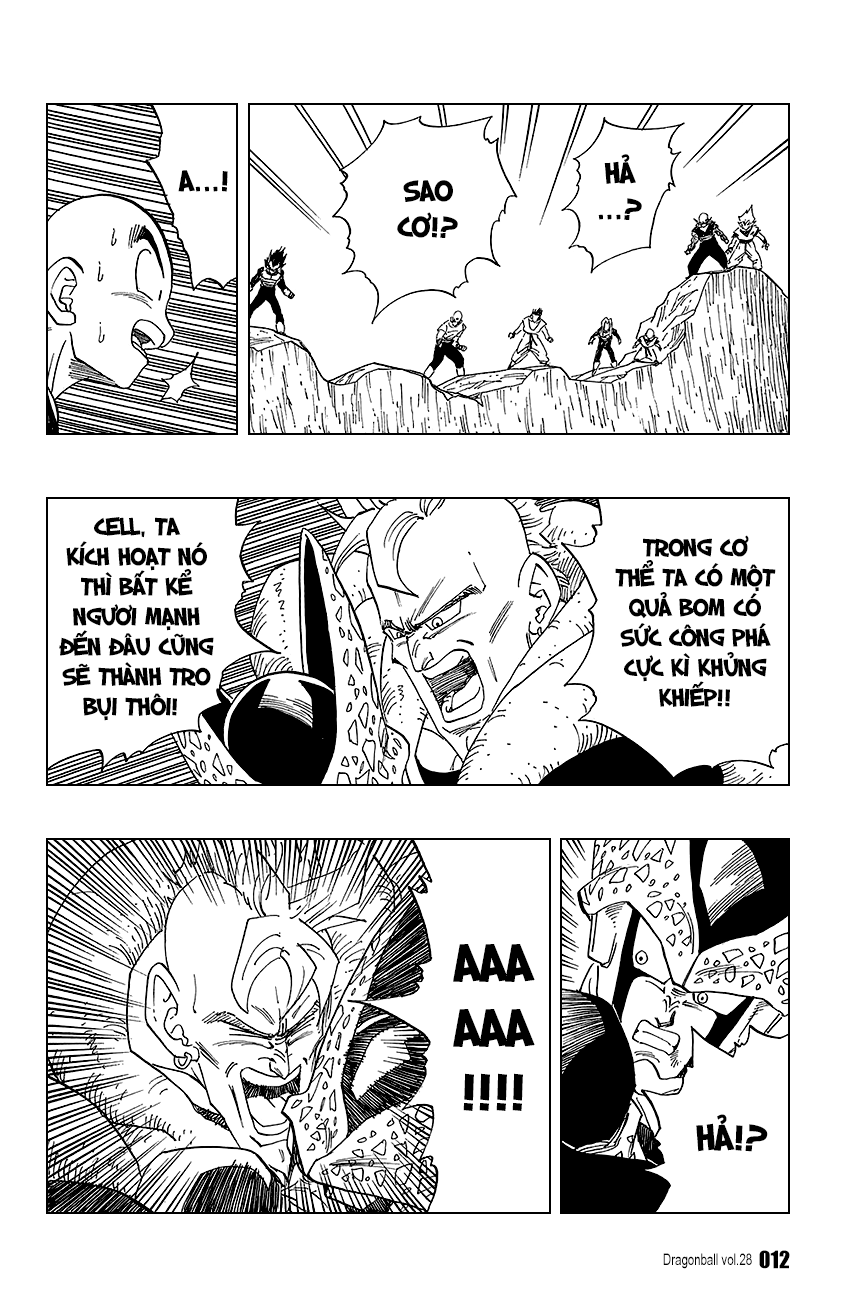 HẢ
...?
SAO
CƠ!?
A...!
TRONG CƠ
THỂ TA CÓ MỘT
QUẢ BOM CÓ
SỨC CÔNG PHÁ
CỰC KÌ KHỦNG
KHIẾP!!
CELL, TA
KÍCH HOẠT NÓ
THÌ BẤT KỂ
NGƯƠI MẠNH
ĐẾN ĐÂU CŨNG
SẼ THÀNH TRO
BỤI THÔI!
HẢ!?
AAA
AAA
!!!!
Dragonball vol.28 012